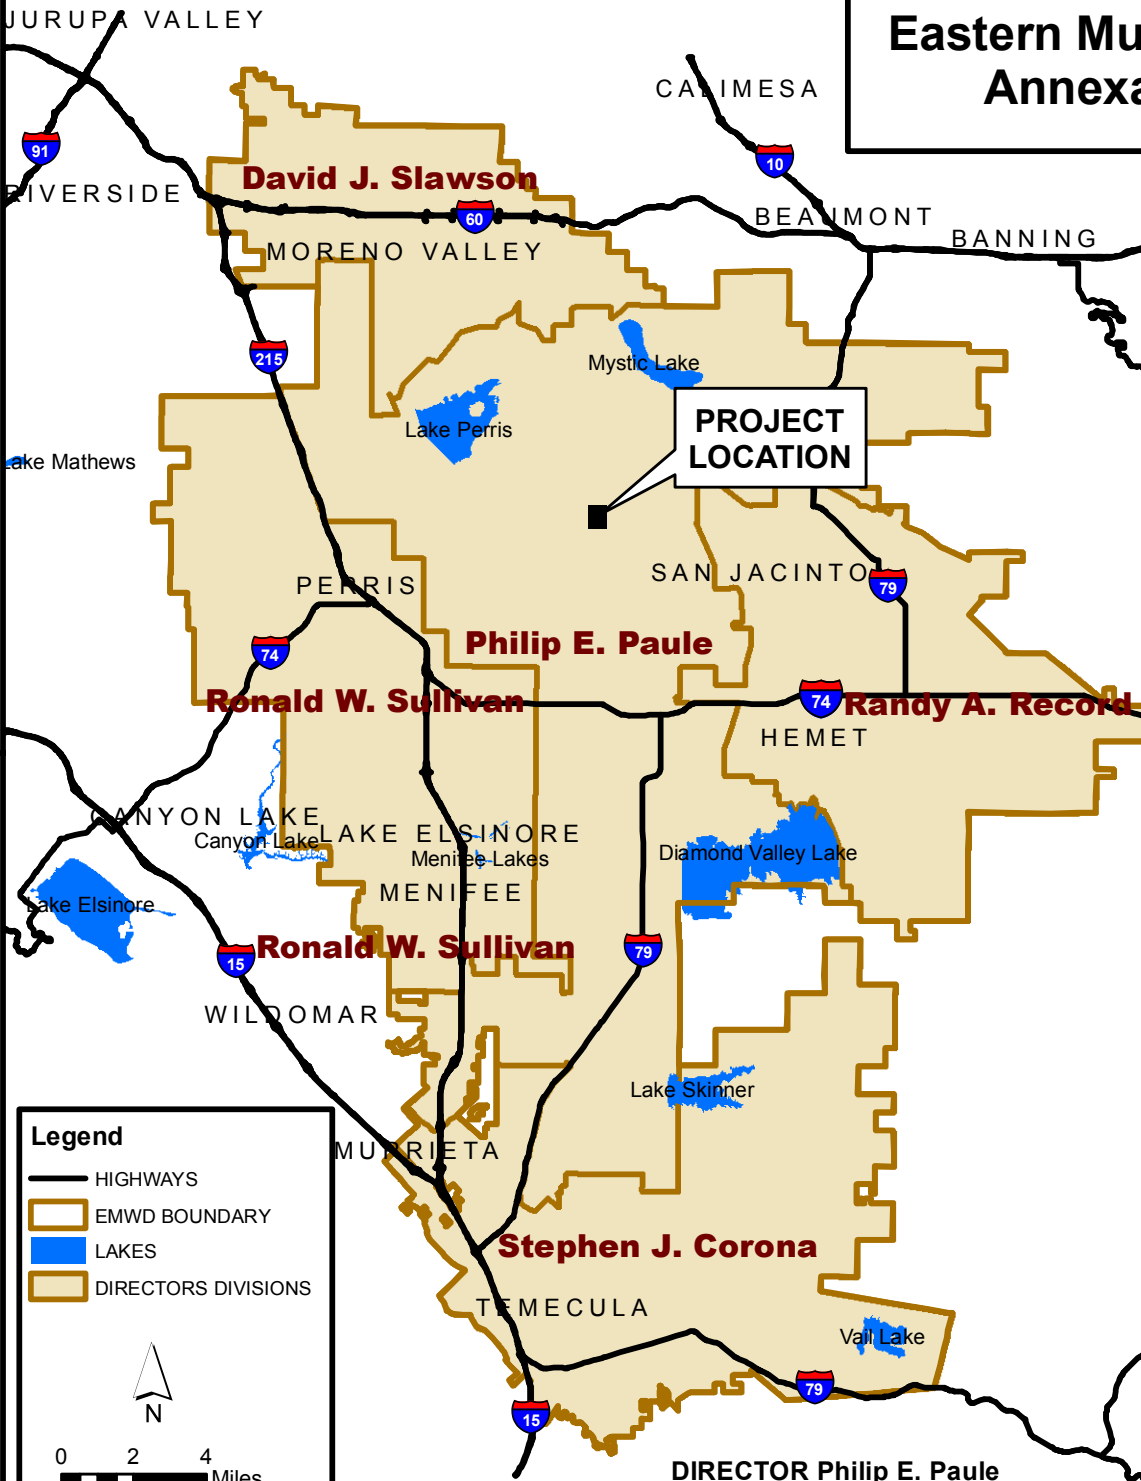 JURUPA VALLEY
Eastern Mu
Annexa
CALIMESA
91
10
RIVERSIDE
David J. Slawson
60
BEAUMONT
BANNING
MORENO VALLEY
215
Mystic Lake
Lake Perris
PROJECT
LOCATION
Lake Mathews
SAN JACINTO
79
PERRIS
74
Philip E. Paule
Ronald W. Sullivan
74
Randy A. Record
HEMET
CANYON LAKE
Canyon Lake
LAKE ELSINORE
Menifee Lakes
Diamond Valley Lake
MENIFEE
Lake Elsinore
Ronald W. Sullivan
15
79
WILDOMAR
Lake Skinner
MURRIETA
Stephen J. Corona
TEMECULA
Vail Lake
79
15
Legend
HIGHWAYS
EMWD BOUNDARY
LAKES
DIRECTORS DIVISIONS
N
0 2 4
Miles
DIRECTOR Philip E. Paule